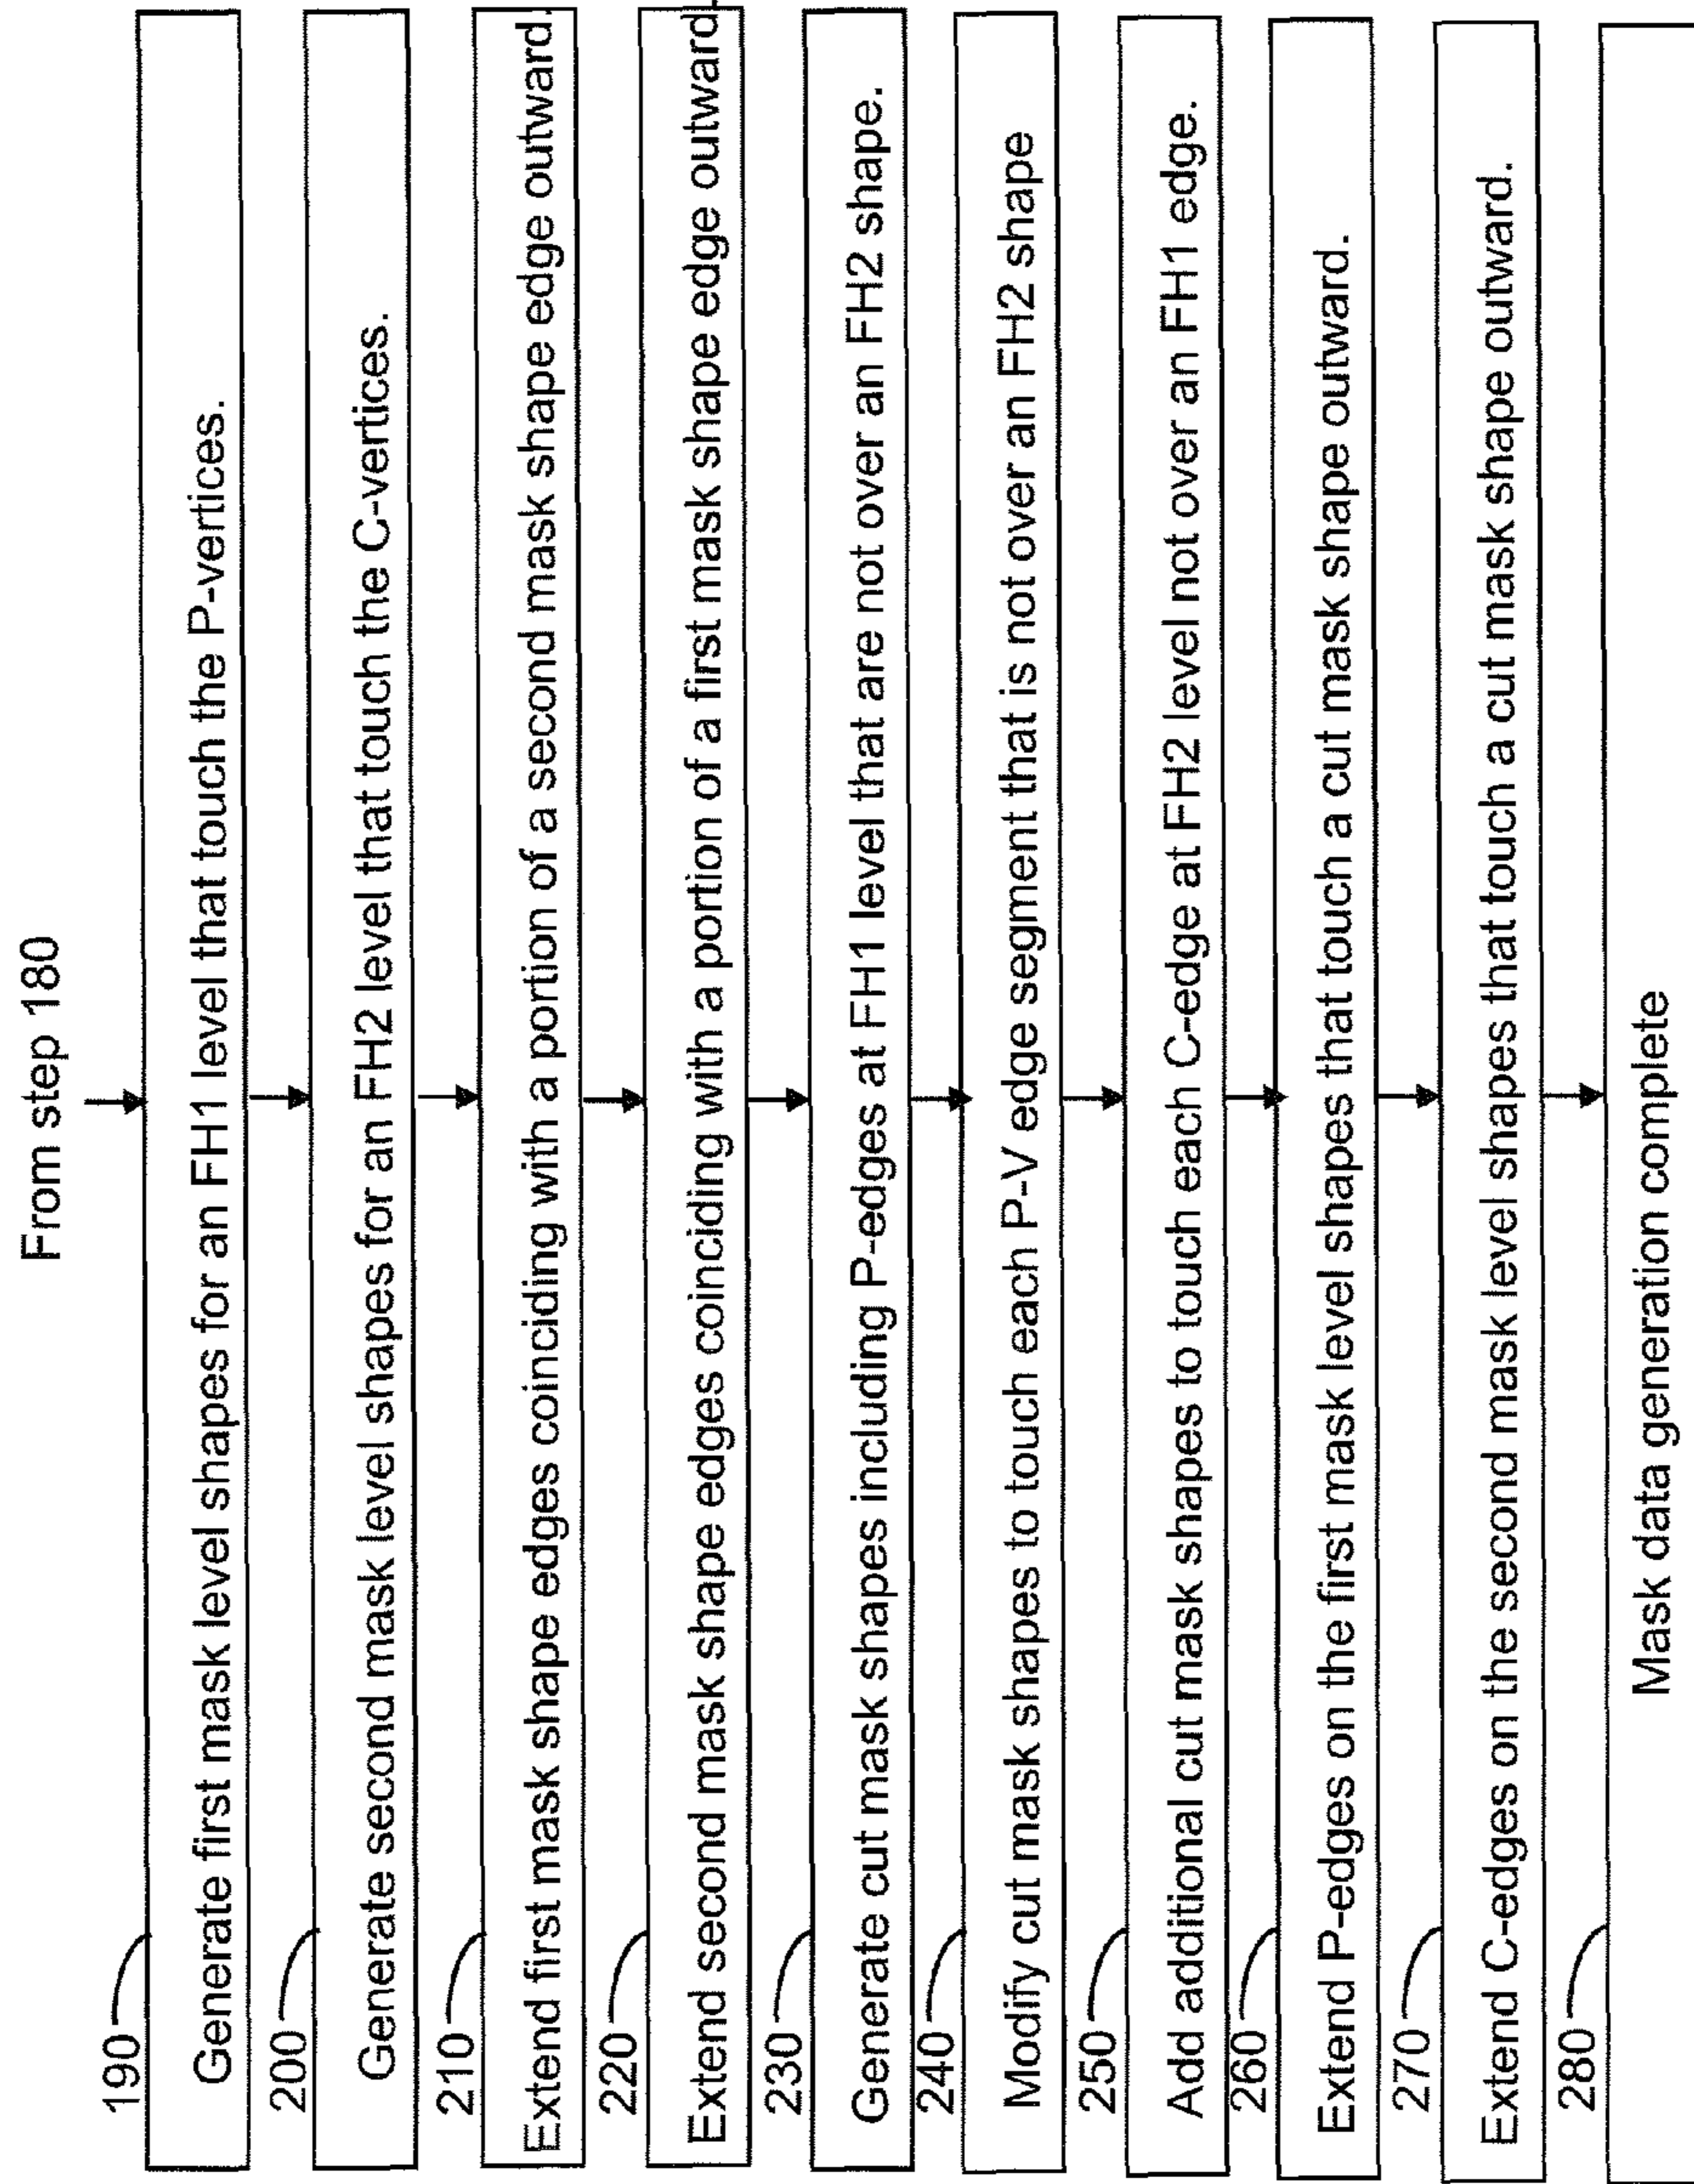 From step 180
190
Generate first mask level shapes for an FH1 level that touch the P-vertices.
200
Generate second mask level shapes for an FH2 level that touch the C-vertices.
210
Extend first mask shape edges coinciding with a portion of a second mask shape edge outward.
220
Extend second mask shape edges coinciding with a portion of a first mask shape edge outward.
230
Generate cut mask shapes including P-edges at FH1 level that are not over an FH2 shape.
240
Modify cut mask shapes to touch each P-V edge segment that is not over an FH2 shape
250
Add additional cut mask shapes to touch each C-edge at FH2 level not over an FH1 edge.
260
Extend P-edges on the first mask level shapes that touch a cut mask shape outward.
270
Extend C-edges on the second mask level shapes that touch a cut mask shape outward.
280
Mask data generation complete